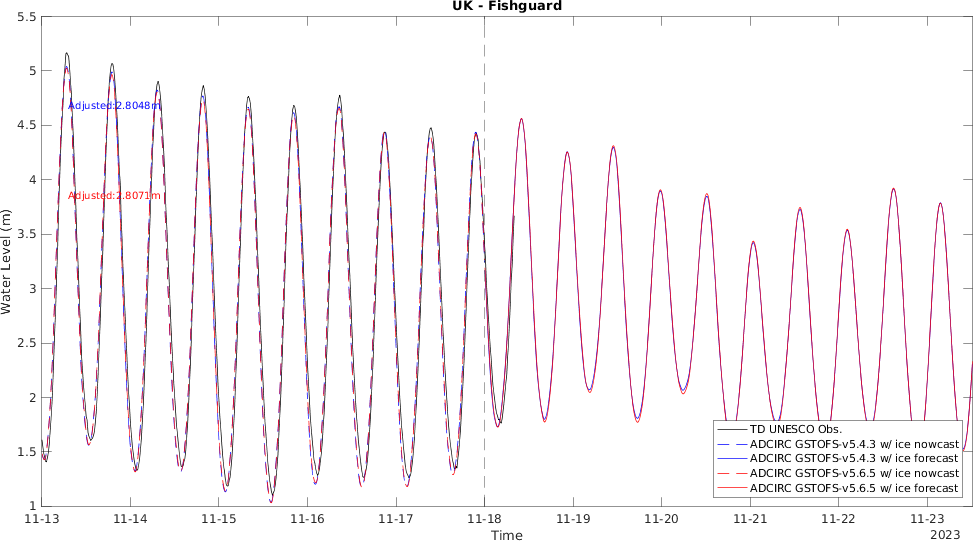 UK - Fishguard
5.5
5
4.5
4
3.5
3
2.5
2
1.5
1
Water Level (m)
Adjusted:2.8048m
Adjusted:2.8071m
TD UNESCO Obs.
ADCIRC GSTOFS-v5.4.3 w/ ice nowcast
ADCIRC GSTOFS-v5.4.3 w/ ice forecast
ADCIRC GSTOFS-v5.6.5 w/ ice nowcast
ADCIRC GSTOFS-v5.6.5 w/ ice forecast
11-13 11-14 11-15 11-16 11-17 11-18 11-19 11-20 11-21 11-22 11-23
Time
2023